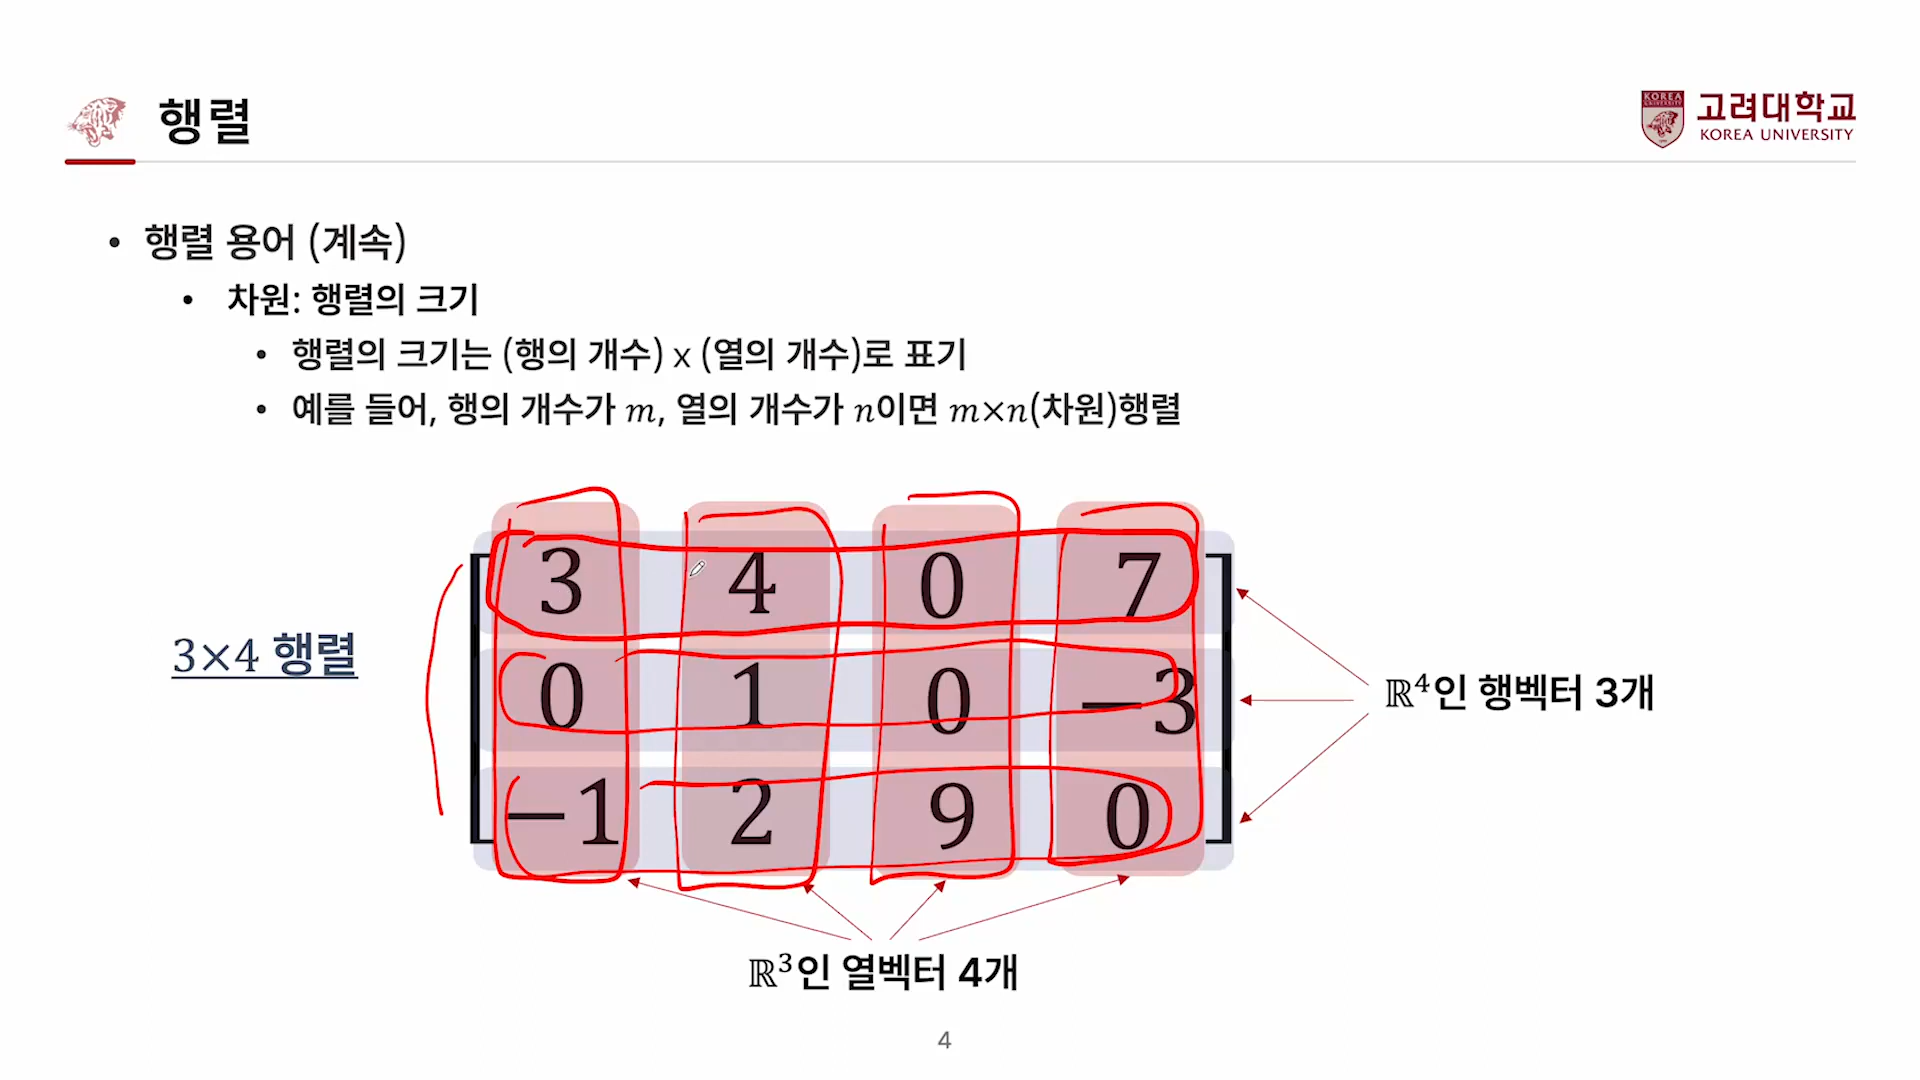 행렬
KOREA
UNIVERSITY
고려대학교
KOREA UNIVERSITY
• 행렬 용어 (계속)
• 차원: 행렬의 크기
• 행렬의 크기는 (행의 개수) x (열의 개수)로 표기
• 예를 들어, 행의 개수가 m, 열의 개수가 n이면 m×n(차원)행렬
3×4 행렬
3 4 0 7
0 1 0 −3
−1 2 9 0
ℝ⁴인 행벡터 3개
ℝ³인 열벡터 4개
4